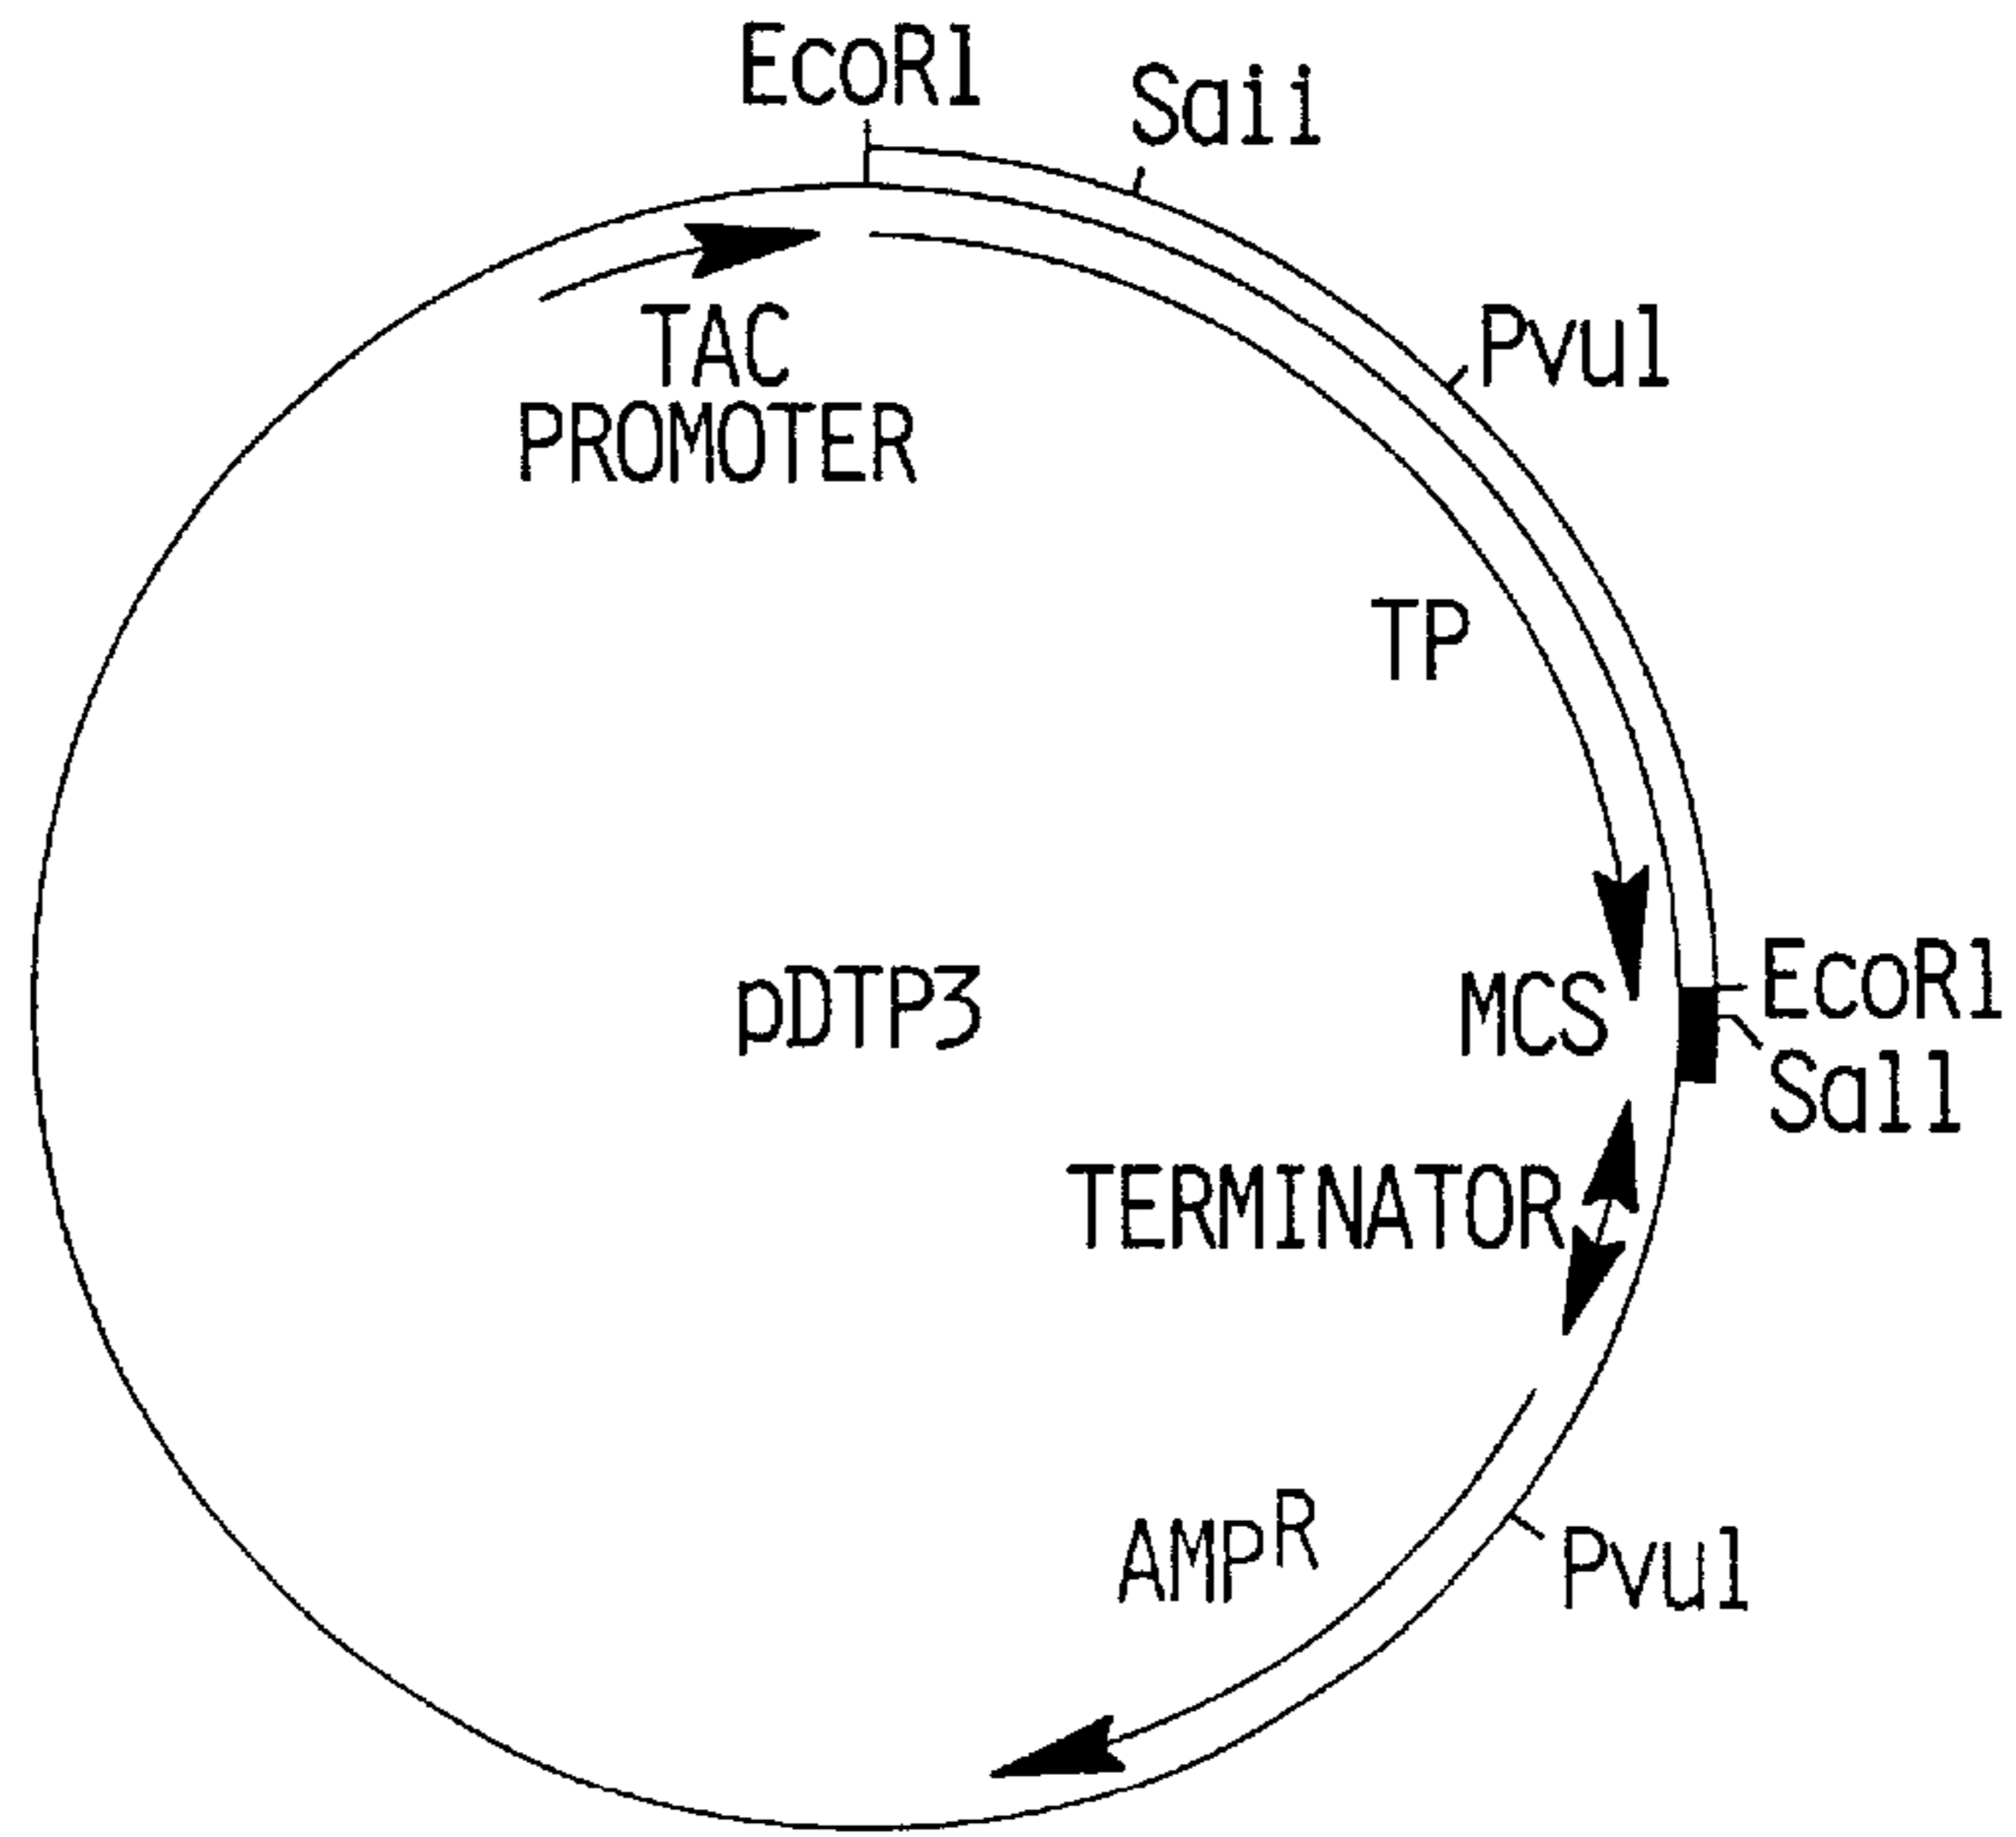 EcoR1
Saii
TAC
PROMOTER
Pvu1
TP
pDTP3
MCS
EcoR1
Sal1
TERMINATOR
AMPR
Pvu1